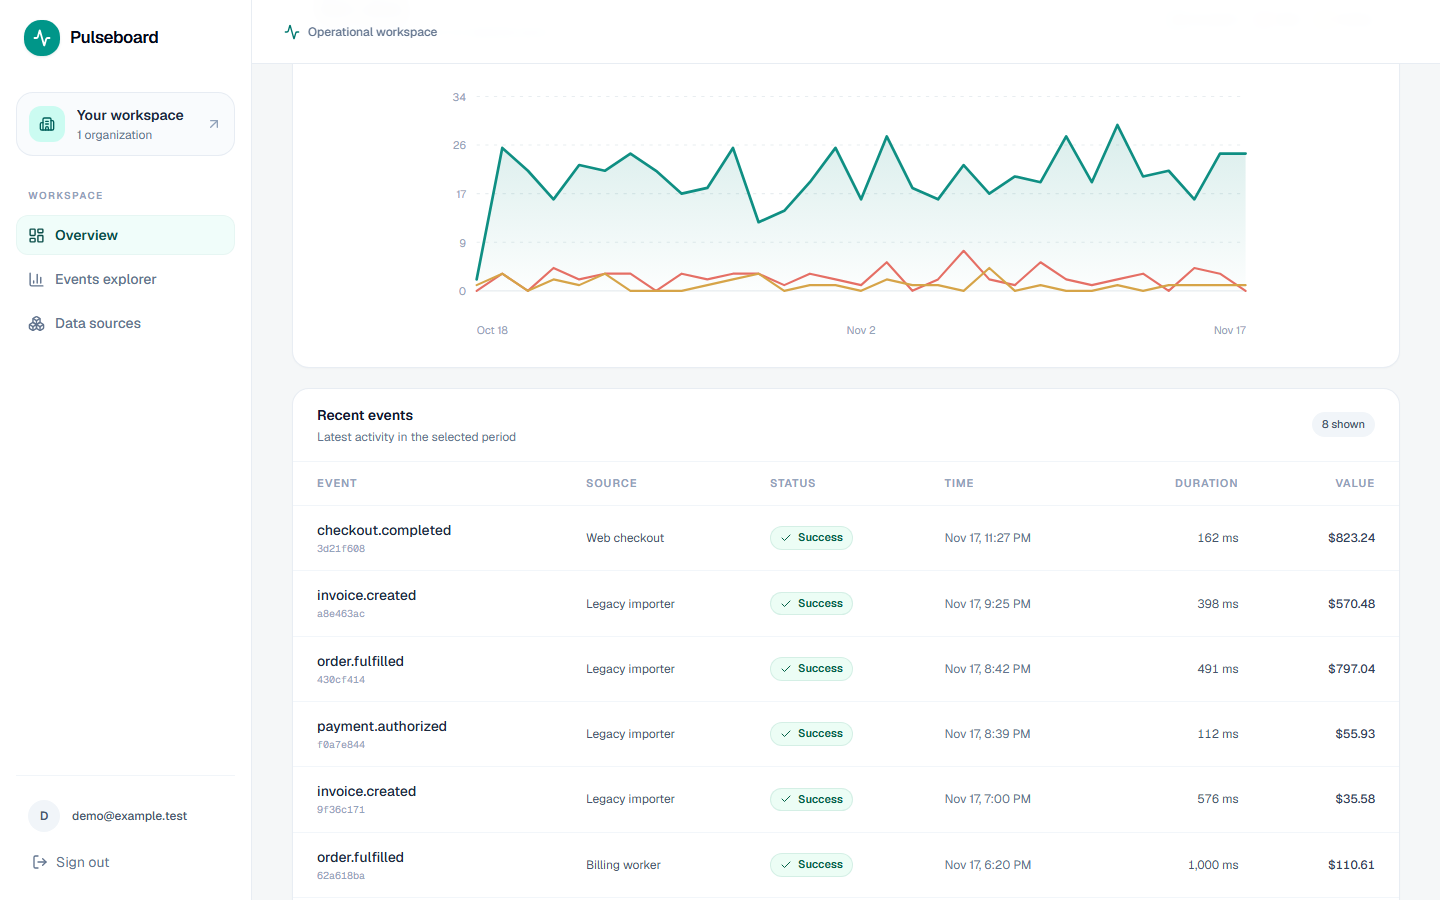 Pulseboard
Operational workspace
Your workspace
1 organization
WORKSPACE
Overview
Events explorer
Data sources
demo@example.test
D
Sign out
34
26
17
9
0
Oct 18
Nov 2
Nov 17
Recent events
Latest activity in the selected period
8 shown
EVENT SOURCE STATUS TIME DURATION VALUE
checkout.completed
3d21f608
Web checkout Success Nov 17, 11:27 PM 162 ms $823.24
invoice.created
a8e463ac
Legacy importer Success Nov 17, 9:25 PM 398 ms $570.48
order.fulfilled
430cf414
Legacy importer Success Nov 17, 8:42 PM 491 ms $797.04
payment.authorized
f0a7e844
Legacy importer Success Nov 17, 8:39 PM 112 ms $55.93
invoice.created
9f36c171
Legacy importer Success Nov 17, 7:00 PM 576 ms $35.58
order.fulfilled
62a618ba
Billing worker Success Nov 17, 6:20 PM 1,000 ms $110.61